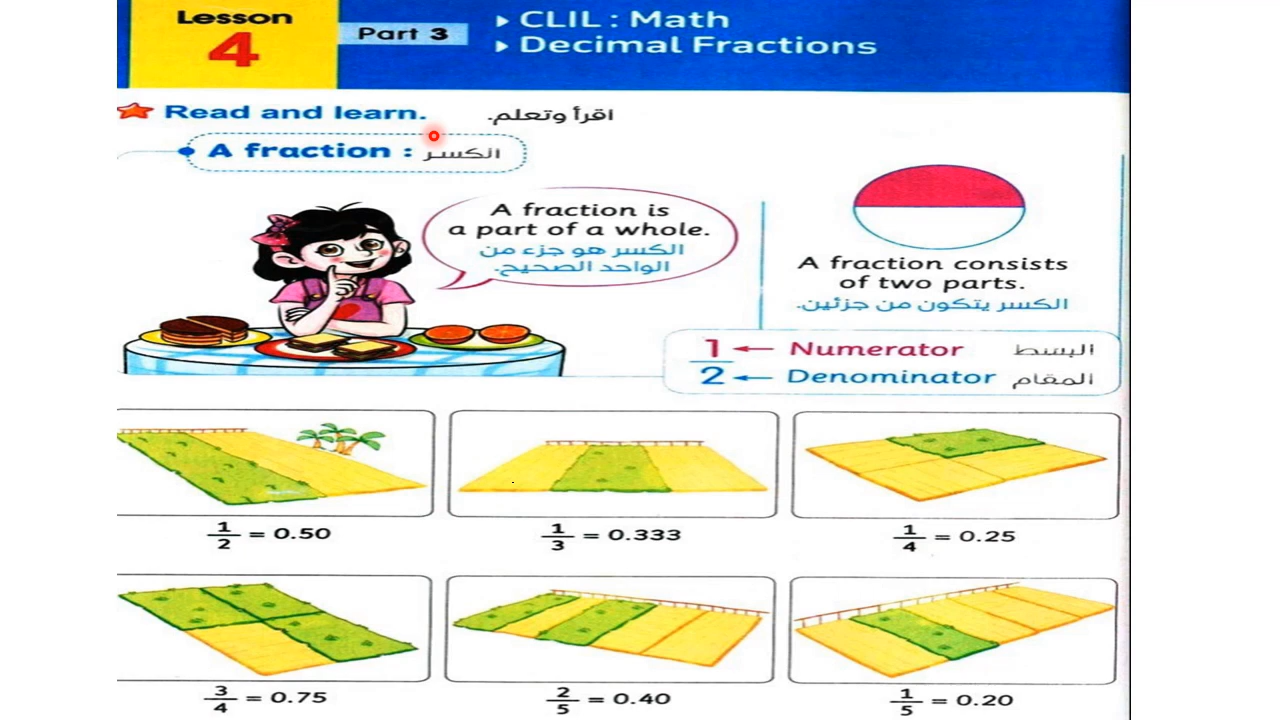 Lesson
4
Part 3
CLIL : Math
Decimal Fractions
Read and learn. اقرأ وتعلم.
A fraction : الكسر
A fraction is
a part of a whole.
الكسر هو جزء من
الواحد الصحيح.
A fraction consists
of two parts.
الكسر يتكون من جزئين.
1 Numerator البسط
2 Denominator المقام
1/2 = 0.50
1/3 = 0.333
1/4 = 0.25
3/4 = 0.75
2/5 = 0.40
1/5 = 0.20